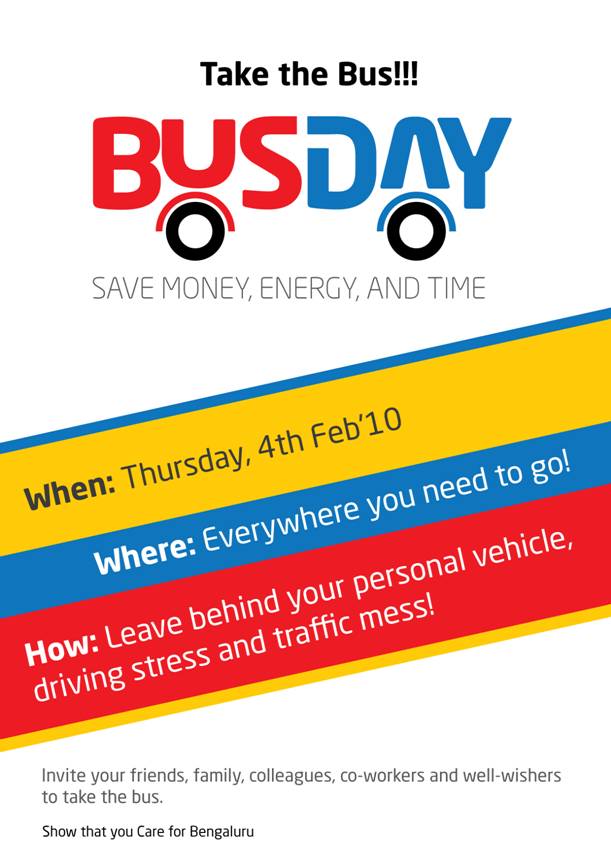 Take the Bus!!!
BUSDAY
SAVE MONEY, ENERGY, AND TIME
When: Thursday, 4th Feb'10
Where: Everywhere you need to go!
How: Leave behind your personal vehicle,
driving stress and traffic mess!
Invite your friends, family, colleagues, co-workers and well-wishers
to take the bus.
Show that you Care for Bengaluru